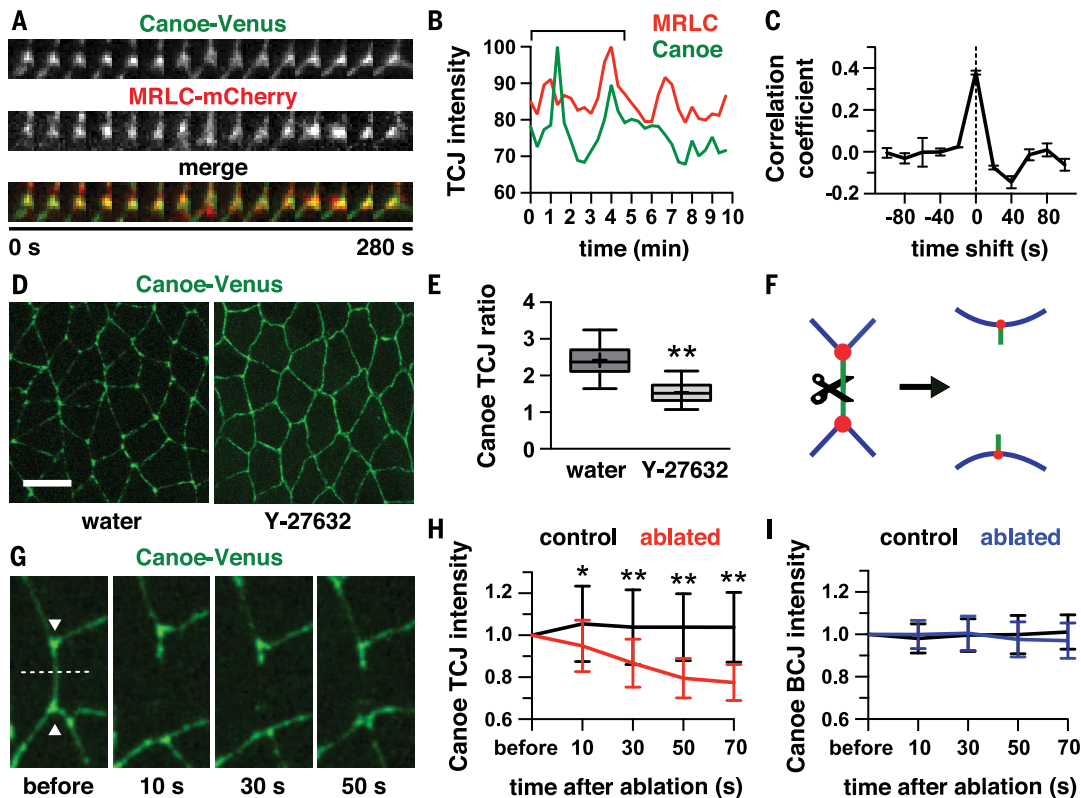 A
Canoe-Venus
MRLC-mCherry
merge
0 s 280 s
B
MRLC
Canoe
TCJ intensity
100
90
80
70
60
0 1 2 3 4 5 6 7 8 9 10
time (min)
C
Correlation
coefficient
0.4
0.2
0.0
-0.2
-80 -40 0 40 80
time shift (s)
D
Canoe-Venus
water Y-27632
E
Canoe TCJ ratio
4
3
2
1
0
**
water Y-27632
F
G
Canoe-Venus
before 10 s 30 s 50 s
H
control ablated
Canoe TCJ intensity
* ** ** **
1.2
1.0
0.8
0.6
before 10 30 50 70
time after ablation (s)
I
control ablated
Canoe BCJ intensity
1.2
1.0
0.8
0.6
before 10 30 50 70
time after ablation (s)